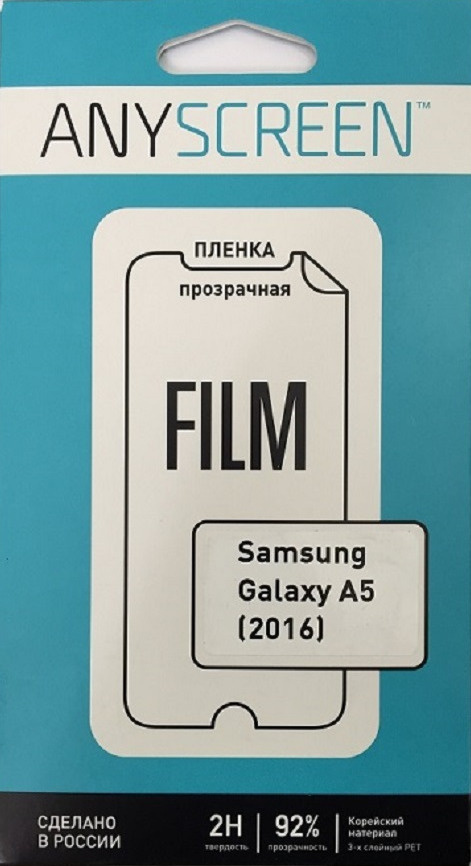 ANYSCREEN™
ПЛЕНКА
прозрачная
FILM
Samsung
Galaxy A5
(2016)
СДЕЛАНО
В РОССИИ
2H
твердость
92%
прозрачность
Корейский
материал
3-х слойный PET